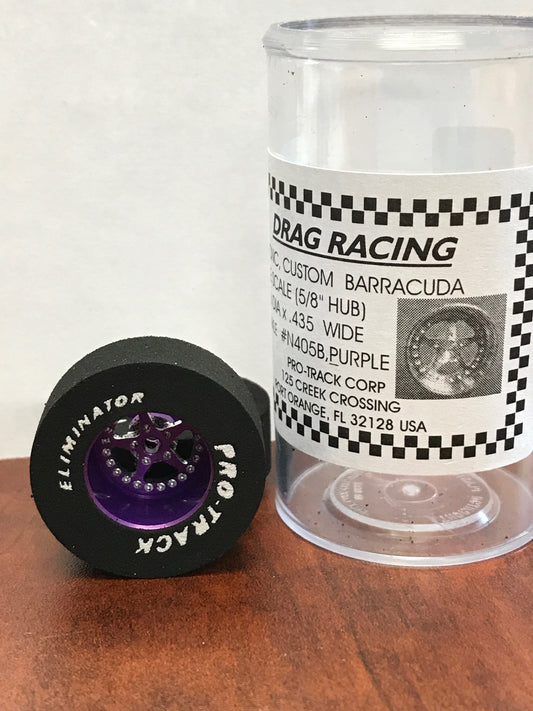 DRAG RACING
CUSTOM BARRACUDA
SCALE (5/8" HUB)
DIA x .435 WIDE
#N405B,PURPLE
PRO-TRACK CORP
125 CREEK CROSSING
PORT ORANGE, FL 32128 USA
ELIMINATOR
PRO-TRACK